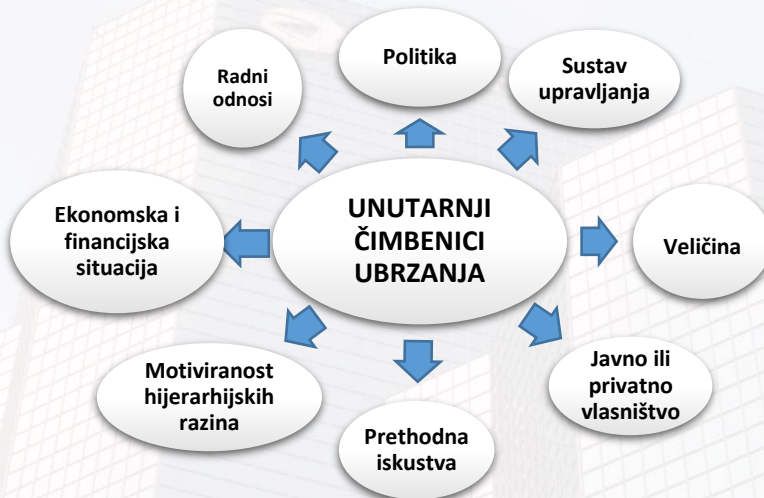 Politika
Radni
odnosi
Sustav
upravljanja
UNUTARNJI
ČIMBENICI
UBRZANJA
Ekonomska i
financijska
situacija
Veličina
Motiviranost
hijerarhijskih
razina
Javno ili
privatno
vlasništvo
Prethodna
iskustva